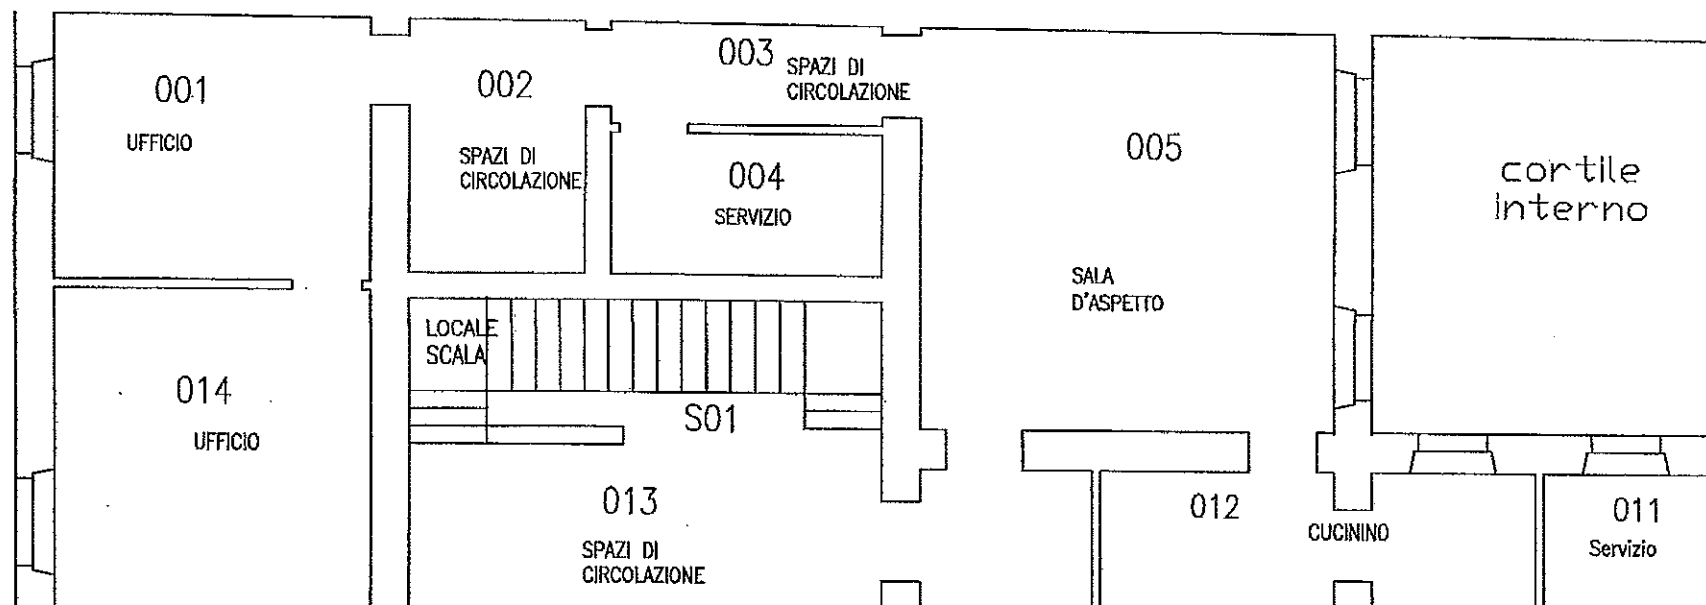 001
UFFICIO
002
SPAZI DI
CIRCOLAZIONE
003
SPAZI DI
CIRCOLAZIONE
004
SERVIZIO
005
SALA
D'ASPETTO
cortile
interno
LOCALE
SCALA
S01
014
UFFICIO
013
SPAZI DI
CIRCOLAZIONE
012
CUCININO
011
Servizio